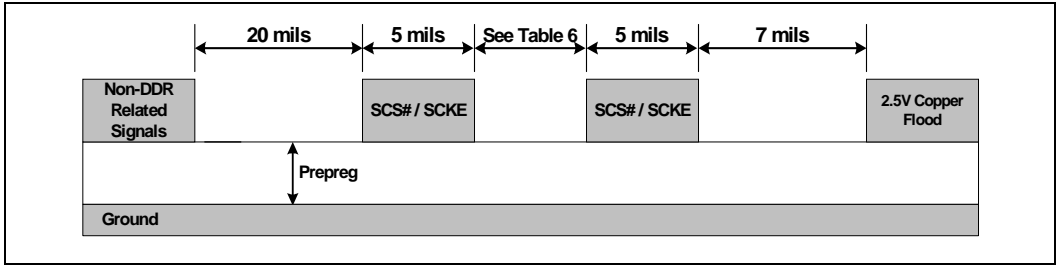 20 mils
5 mils
See Table 6
5 mils
7 mils
Non-DDR
Related
Signals
SCS# / SCKE
SCS# / SCKE
2.5V Copper
Flood
Prepreg
Ground